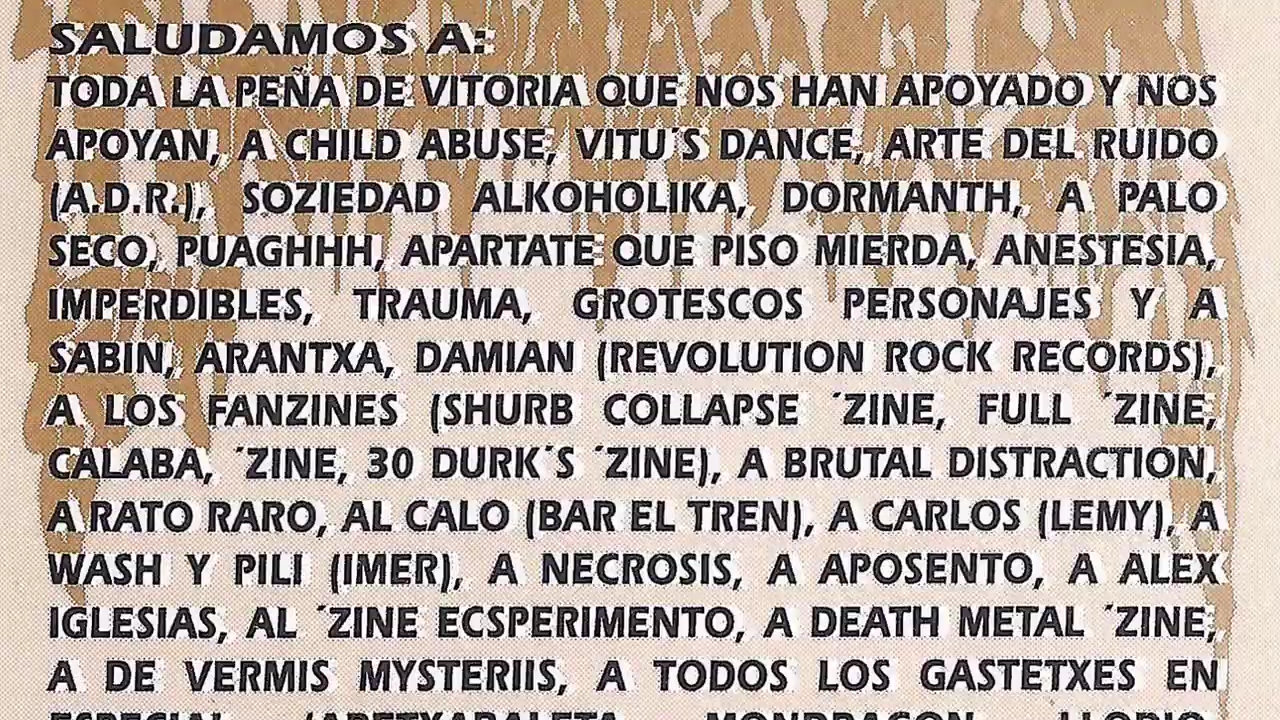 SALUDAMOS A:
TODA LA PEÑA DE VITORIA QUE NOS HAN APOYADO Y NOS
APOYAN, A CHILD ABUSE, VITU´S DANCE, ARTE DEL RUIDO
(A.D.R.), SOZIEDAD ALKOHOLIKA, DORMANTH, A PALO
SECO, PUAGHHH, APARTATE QUE PISO MIERDA, ANESTESIA,
IMPERDIBLES, TRAUMA, GROTESCOS PERSONAJES Y A
SABIN, ARANTXA, DAMIAN (REVOLUTION ROCK RECORDS),
A LOS FANZINES (SHURB COLLAPSE ´ZINE, FULL ´ZINE,
CALABA, ´ZINE, 30 DURK´S ´ZINE), A BRUTAL DISTRACTION,
A RATO RARO, AL CALO (BAR EL TREN), A CARLOS (LEMY), A
WASH Y PILI (IMER), A NECROSIS, A APOSENTO, A ALEX
IGLESIAS, AL ´ZINE ECSPERIMENTO, A DEATH METAL ´ZINE,
A DE VERMIS MYSTERIIS, A TODOS LOS GASTETXES EN
ESPECIAL (ARETXABALETA, MONDRAGON, LLODIO,